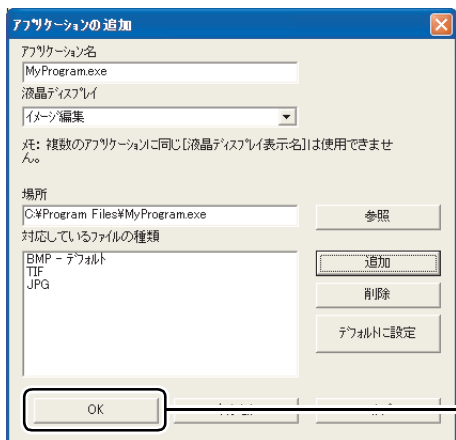 アプリケーションの追加
アプリケーション名
MyProgram.exe
液晶ディスプレイ
イメージ編集
メモ: 複数のアプリケーションに同じ[液晶ディスプレイ表示名]は使用できませ
ん。
場所
C:¥Program Files¥MyProgram.exe
参照
対応しているファイルの種類
BMP - デフォルト
TIF
JPG
追加
削除
デフォルトに設定
OK